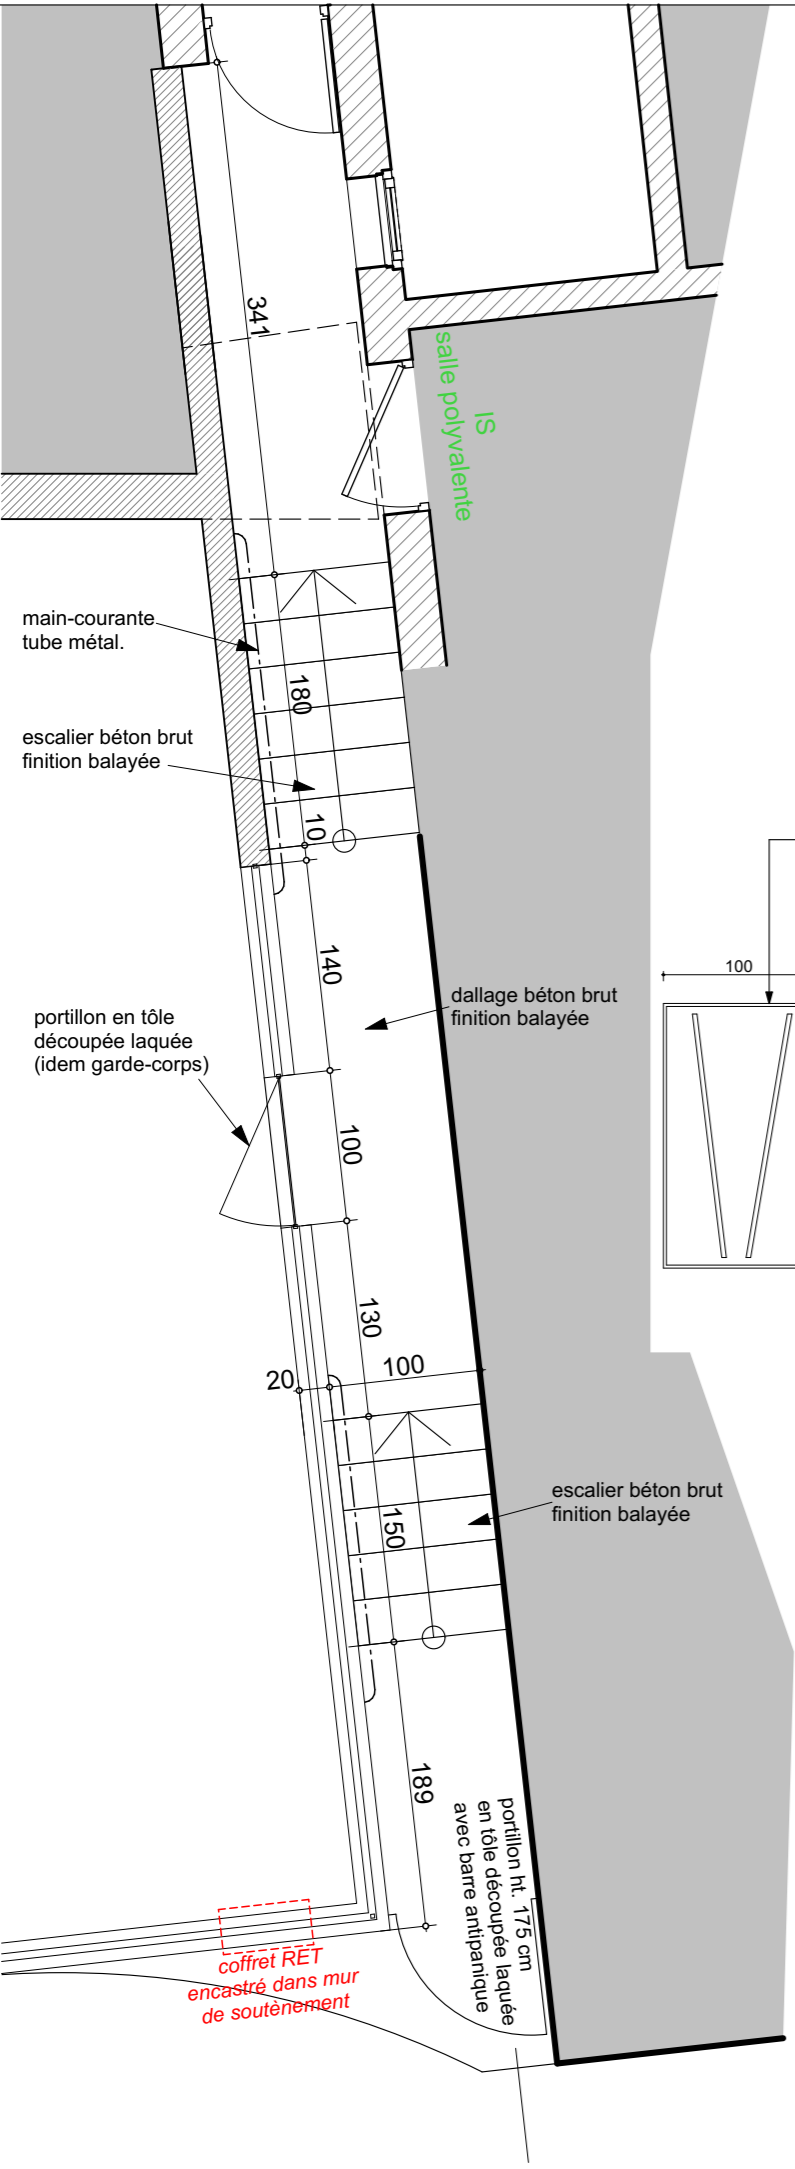 341
IS
salle polyvalente
main-courante
tube métal.
180
escalier béton brut
finition balayée
10
140
100
dallage béton brut
finition balayée
portillon en tôle
découpée laquée
(idem garde-corps)
100
130
20
100
escalier béton brut
finition balayée
150
189
portillon ht. 175 cm
en tôle découpée laquée
avec barre antipanique
coffret RET
encastré dans mur
de soutènement